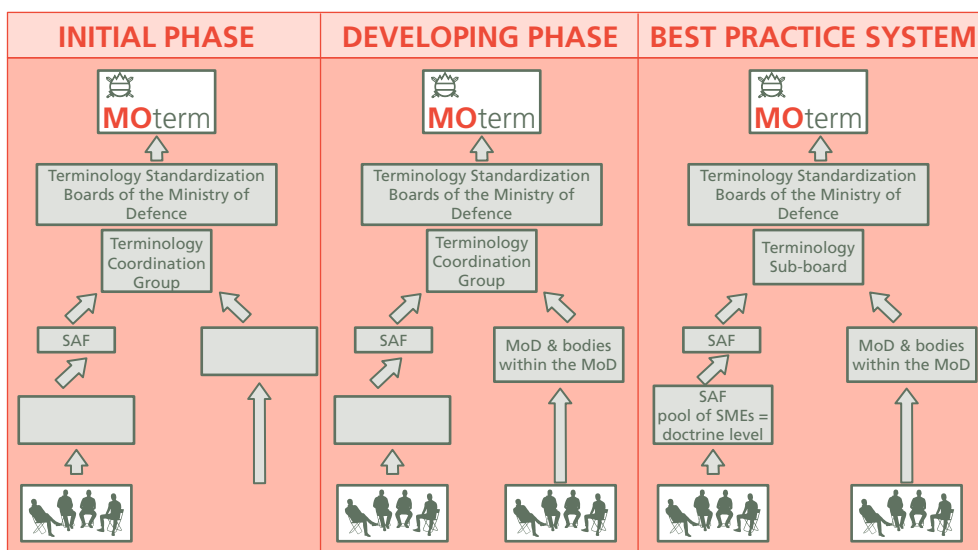 INITIAL PHASE
MOterm
Terminology Standardization
Boards of the Ministry of
Defence
Terminology
Coordination
Group
SAF
DEVELOPING PHASE
MOterm
Terminology Standardization
Boards of the Ministry of
Defence
Terminology
Coordination
Group
SAF
MoD & bodies
within the MoD
BEST PRACTICE SYSTEM
MOterm
Terminology Standardization
Boards of the Ministry of
Defence
Terminology
Sub-board
SAF
MoD & bodies
within the MoD
SAF
pool of SMEs =
doctrine level